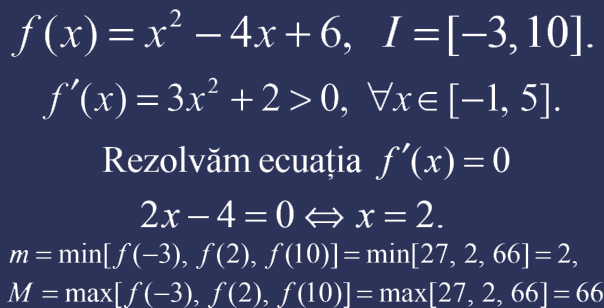 f(x) = x² − 4x + 6, I = [−3, 10].
f′(x) = 3x² + 2 > 0, ∀x ∈ [−1, 5].
Rezolvăm ecuația f′(x) = 0
2x − 4 = 0 ⇔ x = 2.
m = min[f(−3), f(2), f(10)] = min[27, 2, 66] = 2,
M = max[f(−3), f(2), f(10)] = max[27, 2, 66] = 66